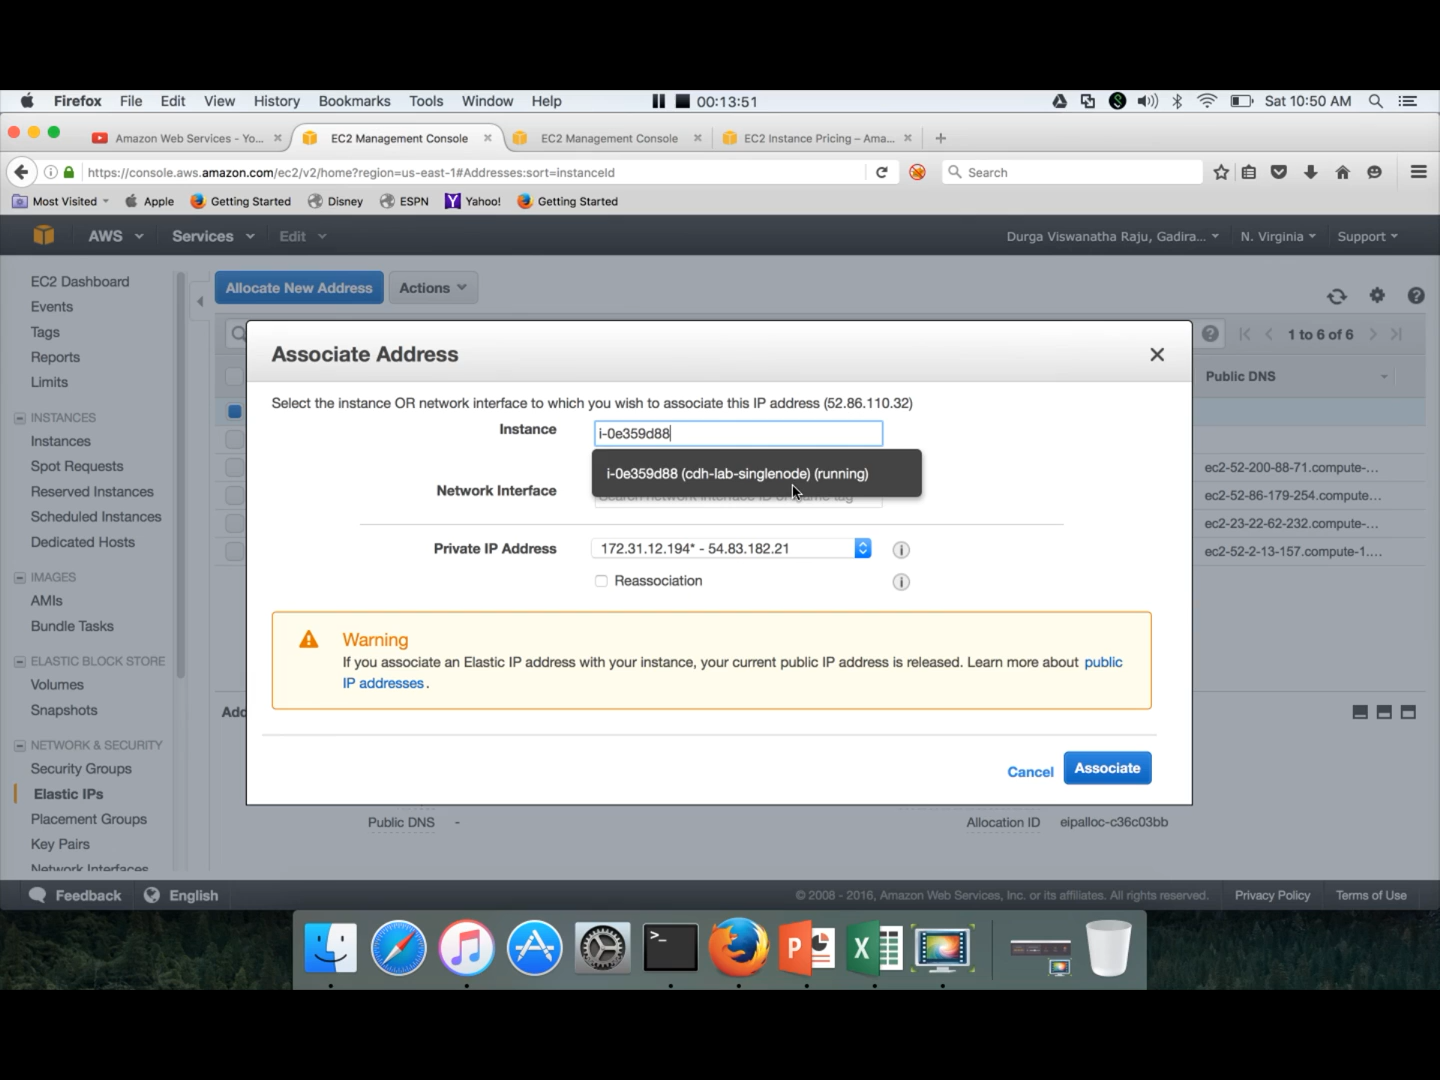 Firefox File Edit View History Bookmarks Tools Window Help 00:13:51 Sat 10:50 AM
Amazon Web Services - Yo... EC2 Management Console EC2 Management Console EC2 Instance Pricing – Ama...
https://console.aws.amazon.com/ec2/v2/home?region=us-east-1#Addresses:sort=instanceId Search
Most Visited Apple Getting Started Disney ESPN Yahoo! Getting Started
AWS Services Edit Durga Viswanatha Raju, Gadira... N. Virginia Support
EC2 Dashboard
Events
Tags
Reports
Limits
INSTANCES
Instances
Spot Requests
Reserved Instances
Scheduled Instances
Dedicated Hosts
IMAGES
AMIs
Bundle Tasks
ELASTIC BLOCK STORE
Volumes
Snapshots
NETWORK & SECURITY
Security Groups
Elastic IPs
Placement Groups
Key Pairs
Network Interfaces
Allocate New Address Actions
1 to 6 of 6
Public DNS
ec2-52-200-88-71.compute-...
ec2-52-86-179-254.compute...
ec2-23-22-62-232.compute-...
ec2-52-2-13-157.compute-1....
Associate Address
Select the instance OR network interface to which you wish to associate this IP address (52.86.110.32)
Instance i-0e359d88
i-0e359d88 (cdh-lab-singlenode) (running)
Network Interface
Private IP Address 172.31.12.194* - 54.83.182.21
Reassociation
Warning
If you associate an Elastic IP address with your instance, your current public IP address is released. Learn more about public
IP addresses.
Cancel Associate
Public DNS - Allocation ID eipalloc-c36c03bb
Feedback English © 2008 - 2016, Amazon Web Services, Inc. or its affiliates. All rights reserved. Privacy Policy Terms of Use